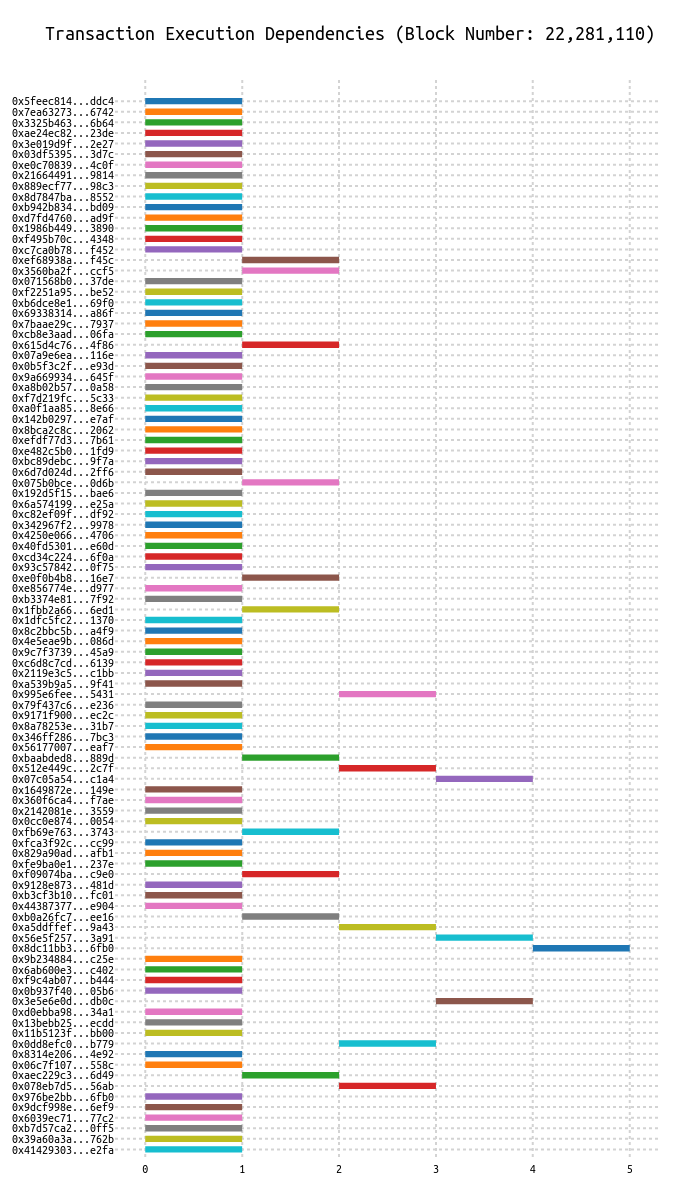 Transaction Execution Dependencies (Block Number: 22,281,110)
0x5feec814...ddc4
0x7ea63273...6742
0x3325b463...6b64
0xae24ec82...23de
0x3e019d9f...2e27
0x03df5395...3d7c
0xe0c70839...4c0f
0x21664491...9814
0x889ecf77...98c3
0x8d7847ba...8552
0xb942b834...bd09
0xd7fd4760...ad9f
0x1986b449...3890
0xf495b70c...4348
0xc7ca0b78...f452
0xef68938a...f45c
0x3560ba2f...ccf5
0x071568b0...37de
0xf2251a95...be52
0xb6dce8e1...69f0
0x69338314...a86f
0x7baae29c...7937
0xcb8e3aad...06fa
0x615d4c76...4f86
0x07a9e6ea...116e
0x0b5f3c2f...e93d
0x9a669934...645f
0xa8b02b57...0a58
0xf7d219fc...5c33
0xa0f1aa85...8e66
0x142b0297...e7af
0x8bca2c8c...2062
0xefdf77d3...7b61
0xe482c5b0...1fd9
0xbc89debc...9f7a
0x6d7d024d...2ff6
0x075b0bce...0d6b
0x192d5f15...bae6
0x6a574199...e25a
0xc82ef09f...df92
0x342967f2...9978
0x4250e066...4706
0x40fd5301...e60d
0xcd34c224...6f0a
0x93c57842...0f75
0xe0f0b4b8...16e7
0xe856774e...d977
0xb3374e81...7f92
0x1fbb2a66...6ed1
0x1dfc5fc2...1370
0x8c2bbc5b...a4f9
0x4e5eae9b...086d
0x9c7f3739...45a9
0xc6d8c7cd...6139
0x2119e3c5...c1bb
0xa539b9a5...9f41
0x995e6fee...5431
0x79f437c6...e236
0x9171f900...ec2c
0x8a78253e...31b7
0x346ff286...7bc3
0x56177007...eaf7
0xbaabded8...889d
0x512e449c...2c7f
0x07c05a54...c1a4
0x1649872e...149e
0x360f6ca4...f7ae
0x2142081e...3559
0x0cc0e874...0054
0xfb69e763...3743
0xfca3f92c...cc99
0x829a90ad...afb1
0xfe9ba0e1...237e
0xf09074ba...c9e0
0x9128e873...481d
0xb3cf3b10...fc01
0x44387377...e904
0xb0a26fc7...ee16
0xa5ddffef...9a43
0x56e5f257...3a91
0x8dc11bb3...6fb0
0x9b234884...c25e
0x6ab600e3...c402
0xf9c4ab07...b444
0x0b937f40...05b6
0x3e5e6e0d...db0c
0xd0ebba98...34a1
0x13bebb25...ecdd
0x11b5123f...bb00
0x0dd8efc0...b779
0x8314e206...4e92
0x06c7f107...558c
0xaec229c3...6d49
0x078eb7d5...56ab
0x976be2bb...6fb0
0x9dcf998e...6ef9
0x6039ec71...77c2
0xb7d57ca2...0ff5
0x39a60a3a...762b
0x41429303...e2fa
0 1 2 3 4 5